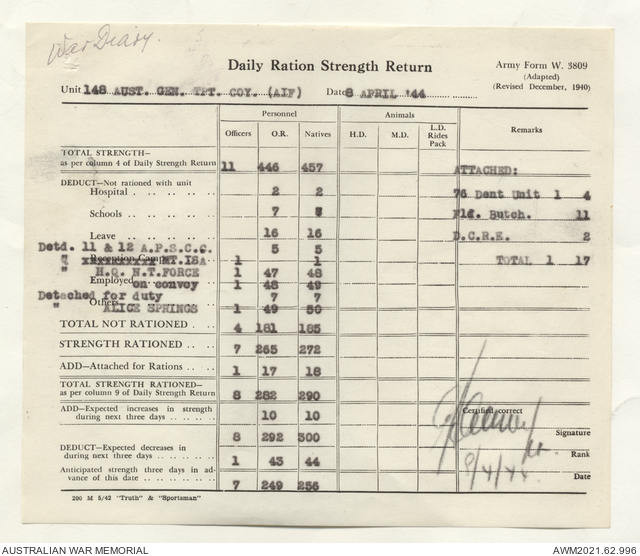 War Diary.
Daily Ration Strength Return
Army Form W. 3809
(Adapted)
(Revised December, 1940)
Unit 148 AUST. GEN. TPT. COY. (AIF) Date 8 APRIL '44
Personnel Animals Remarks
Officers O.R. Natives H.D. M.D. L.D. Rides Pack
TOTAL STRENGTH—
as per column 4 of Daily Strength Return 11 446 457
ATTACHED:
DEDUCT—Not rationed with unit
Hospital 2 2 76 Dent Unit 1 4
Schools 7 7 Fld. Butch. 11
Leave 16 16 D.C.R.E. 2
Detd. 11 & 12 A.P.S.C.C. 5 5
" Reception Camp MT.ISA 1 1 TOTAL 1 17
" H.Q. N.T.FORCE 1 47 48
Employed on convoy 1 48 49
Detached for duty 7 7
" Others ALICE SPRINGS 1 49 50
TOTAL NOT RATIONED 4 181 185
STRENGTH RATIONED 7 265 272
ADD—Attached for Rations 1 17 18
TOTAL STRENGTH RATIONED—
as per column 9 of Daily Strength Return 8 282 290
ADD—Expected increases in strength
during next three days 10 10
Certified correct
8 292 300
Signature
DEDUCT—Expected decreases in
during next three days 1 43 44
Rank
Anticipated strength three days in ad-
vance of this date 7 249 256
9/4/44 Date
200 M 5/42 "Truth" & "Sportsman"
AUSTRALIAN WAR MEMORIAL AWM2021.62.996